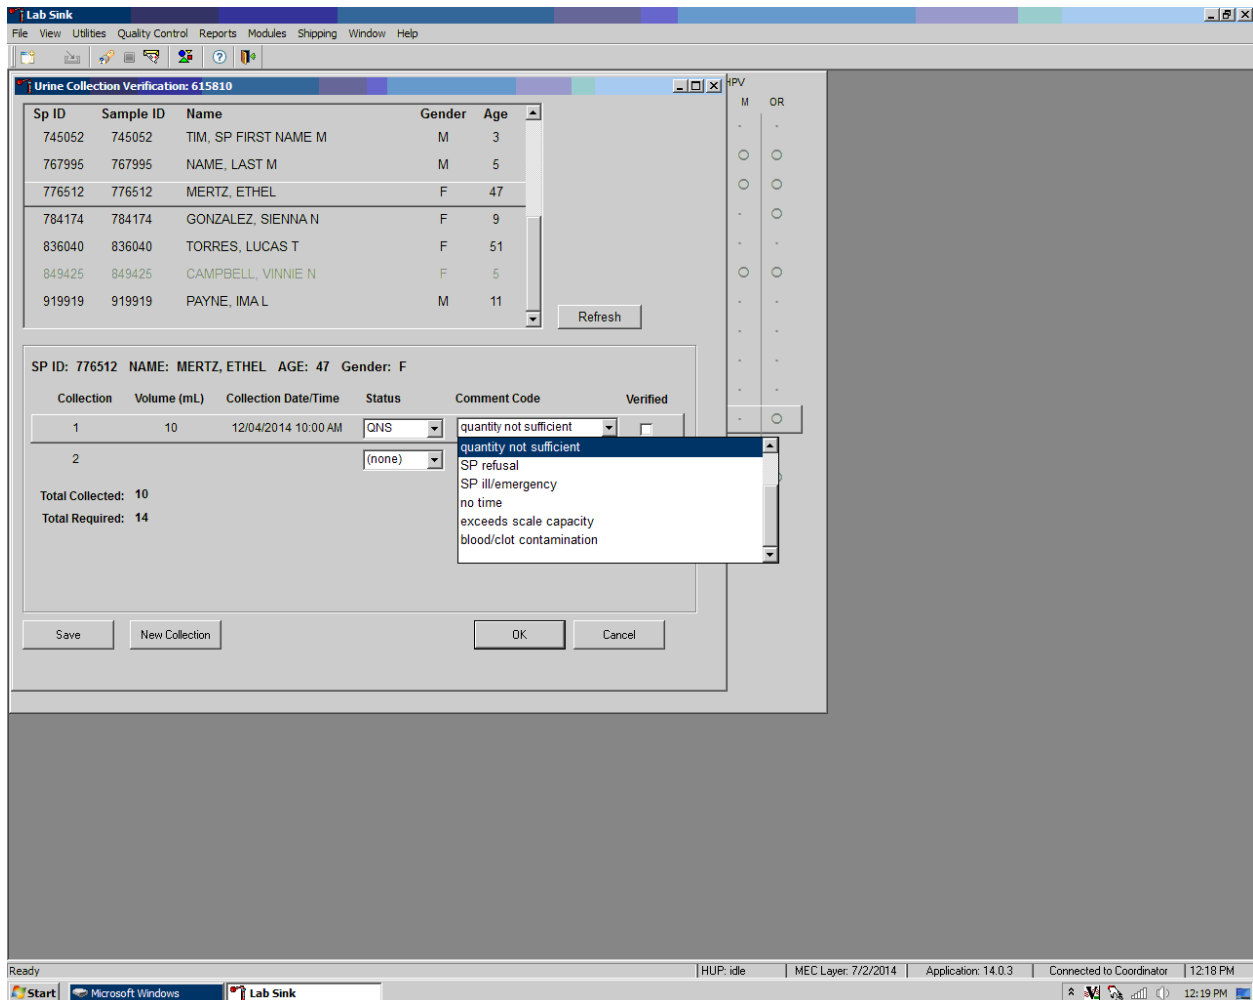 Lab Sink
File View Utilities Quality Control Reports Modules Shipping Window Help
Urine Collection Verification: 615810
HPV
M OR
Sp ID Sample ID Name Gender Age
745052 745052 TIM, SP FIRST NAME M M 3
767995 767995 NAME, LAST M M 5
776512 776512 MERTZ, ETHEL F 47
784174 784174 GONZALEZ, SIENNA N F 9
836040 836040 TORRES, LUCAS T F 51
849425 849425 CAMPBELL, VINNIE N F 5
919919 919919 PAYNE, IMA L M 11
Refresh
SP ID: 776512 NAME: MERTZ, ETHEL AGE: 47 Gender: F
Collection Volume (mL) Collection Date/Time Status Comment Code Verified
1 10 12/04/2014 10:00 AM QNS quantity not sufficient
quantity not sufficient
2 (none) SP refusal
SP ill/emergency
Total Collected: 10
no time
Total Required: 14
exceeds scale capacity
blood/clot contamination
Save New Collection OK Cancel
Ready HUP: idle MEC Layer: 7/2/2014 Application: 14.0.3 Connected to Coordinator 12:18 PM
Start Microsoft Windows Lab Sink 12:19 PM